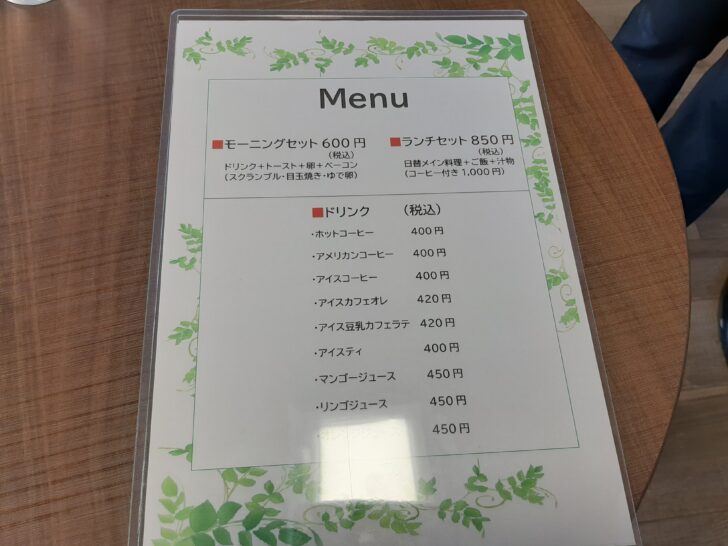 Menu
■モーニングセット 600円
(税込)
ドリンク+トースト+卵+ベーコン
(スクランブル・目玉焼き・ゆで卵)
■ランチセット 850円
(税込)
日替メイン料理+ご飯+汁物
(コーヒー付き1,000円)
■ドリンク (税込)
・ホットコーヒー 400円
・アメリカンコーヒー 400円
・アイスコーヒー 400円
・アイスカフェオレ 420円
・アイス豆乳カフェラテ 420円
・アイスティ 400円
・マンゴージュース 450円
・リンゴジュース 450円
450円